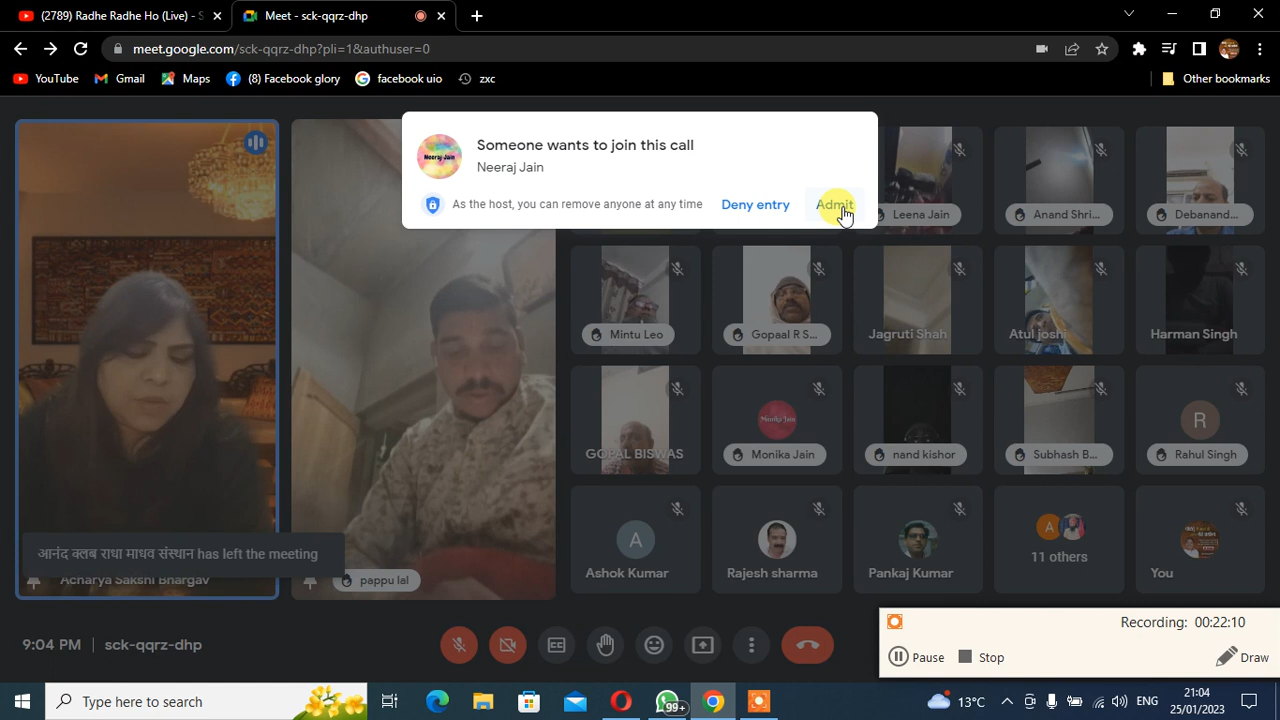 (2789) Radhe Radhe Ho (Live) - S
Meet - sck-qqrz-dhp
meet.google.com/sck-qqrz-dhp?pli=1&authuser=0
YouTube
Gmail
Maps
(8) Facebook glory
facebook uio
zxc
Other bookmarks
Someone wants to join this call
Neeraj Jain
Neeraj Jain
As the host, you can remove anyone at any time
Deny entry
Admit
Leena Jain
Anand Shri...
Debanand...
Mintu Leo
Gopaal R S...
Jagruti Shah
Atul joshi
Harman Singh
GOPAL BISWAS
Monika Jain
Monika Jain
nand kishor
Subhash B...
R
Rahul Singh
आनंद क्लब राधा माधव संस्थान has left the meeting
Acharya Sakshi Bhargav
pappu lal
A
Ashok Kumar
Rajesh sharma
Pankaj Kumar
A
11 others
You
9:04 PM | sck-qqrz-dhp
Recording: 00:22:10
Pause
Stop
Draw
Type here to search
99+
13°C
ENG
21:04
25/01/2023